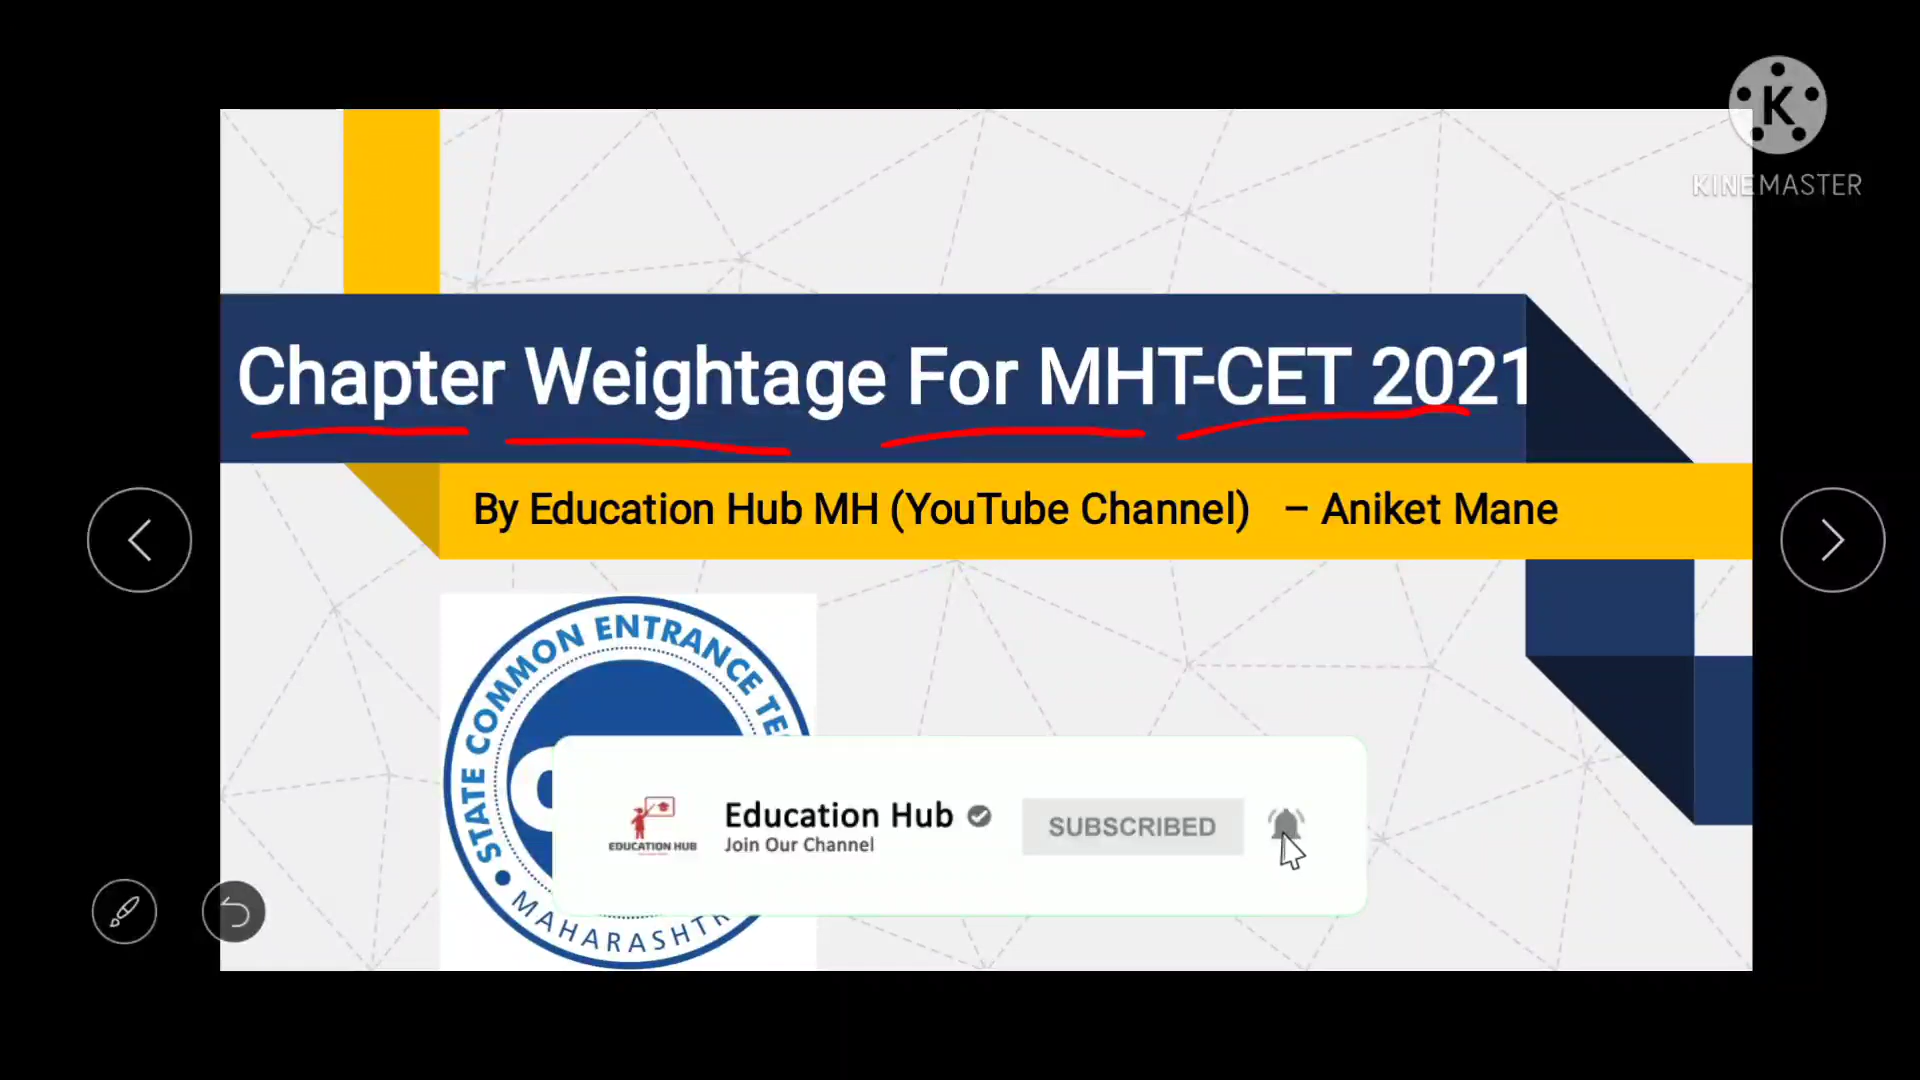 K
KINEMASTER
Chapter Weightage For MHT-CET 2021
By Education Hub MH (YouTube Channel) – Aniket Mane
STATE COMMON ENTRANCE
MAHARASHTR
Education Hub
EDUCATION HUB
Join Our Channel
SUBSCRIBED